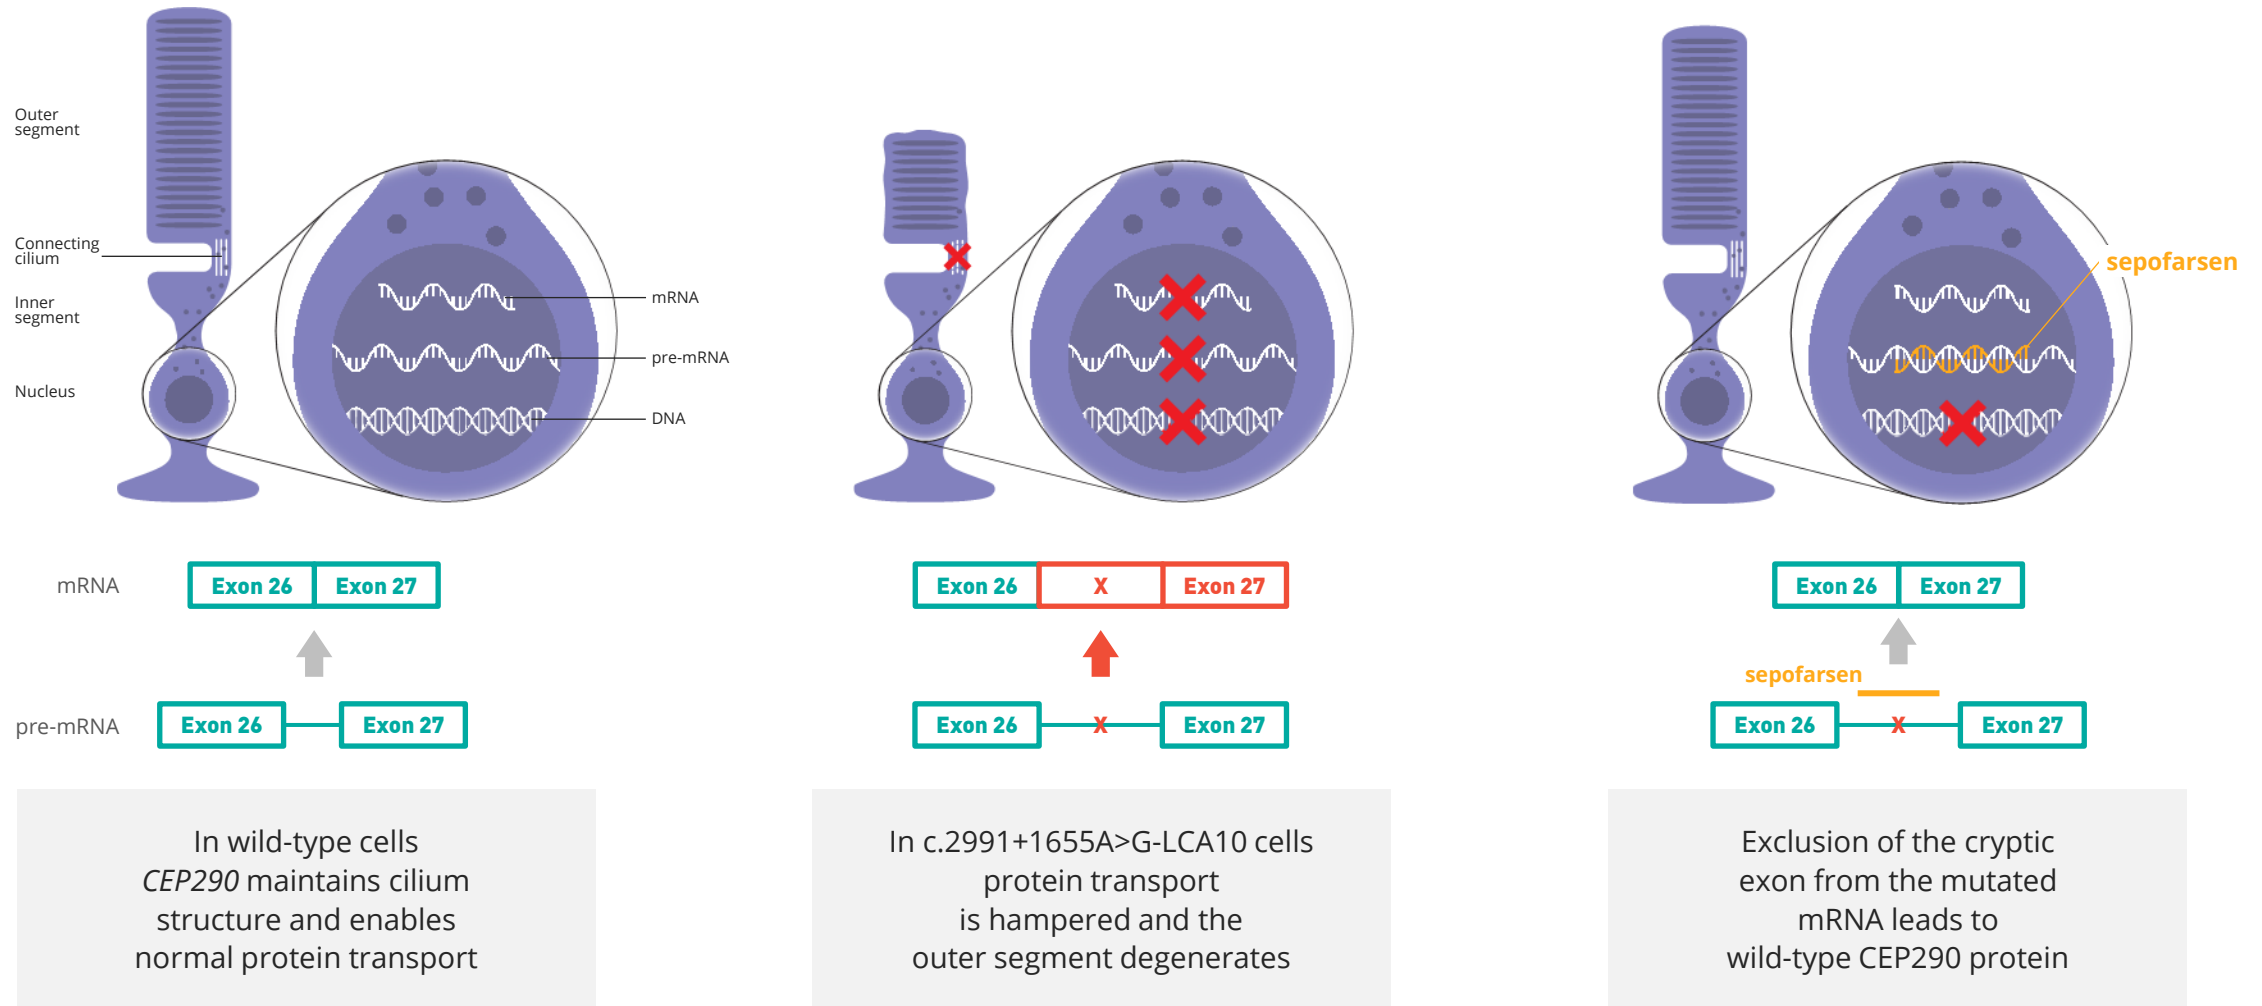 Outer
segment
Connecting
cilium
Inner
segment
Nucleus
mRNA
pre-mRNA
DNA
sepofarsen
mRNA
Exon 26
Exon 27
pre-mRNA
Exon 26
Exon 27
Exon 26
X
Exon 27
Exon 26
X
Exon 27
Exon 26
Exon 27
sepofarsen
Exon 26
X
Exon 27
In wild-type cells
CEP290 maintains cilium
structure and enables
normal protein transport
In c.2991+1655A>G-LCA10 cells
protein transport
is hampered and the
outer segment degenerates
Exclusion of the cryptic
exon from the mutated
mRNA leads to
wild-type CEP290 protein